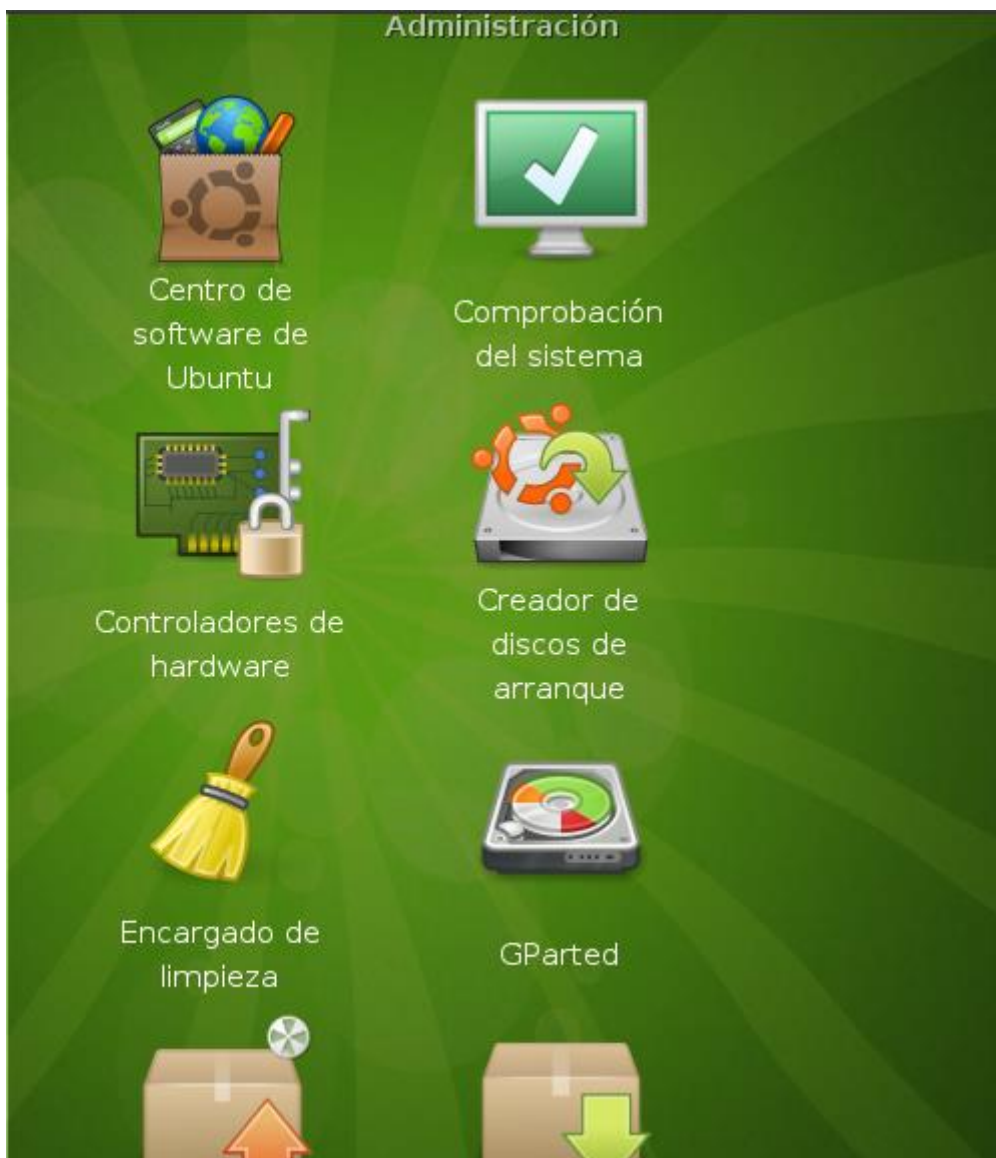 Administración
Centro de
software de
Ubuntu
Comprobación
del sistema
Controladores de
hardware
Creador de
discos de
arranque
Encargado de
limpieza
GParted